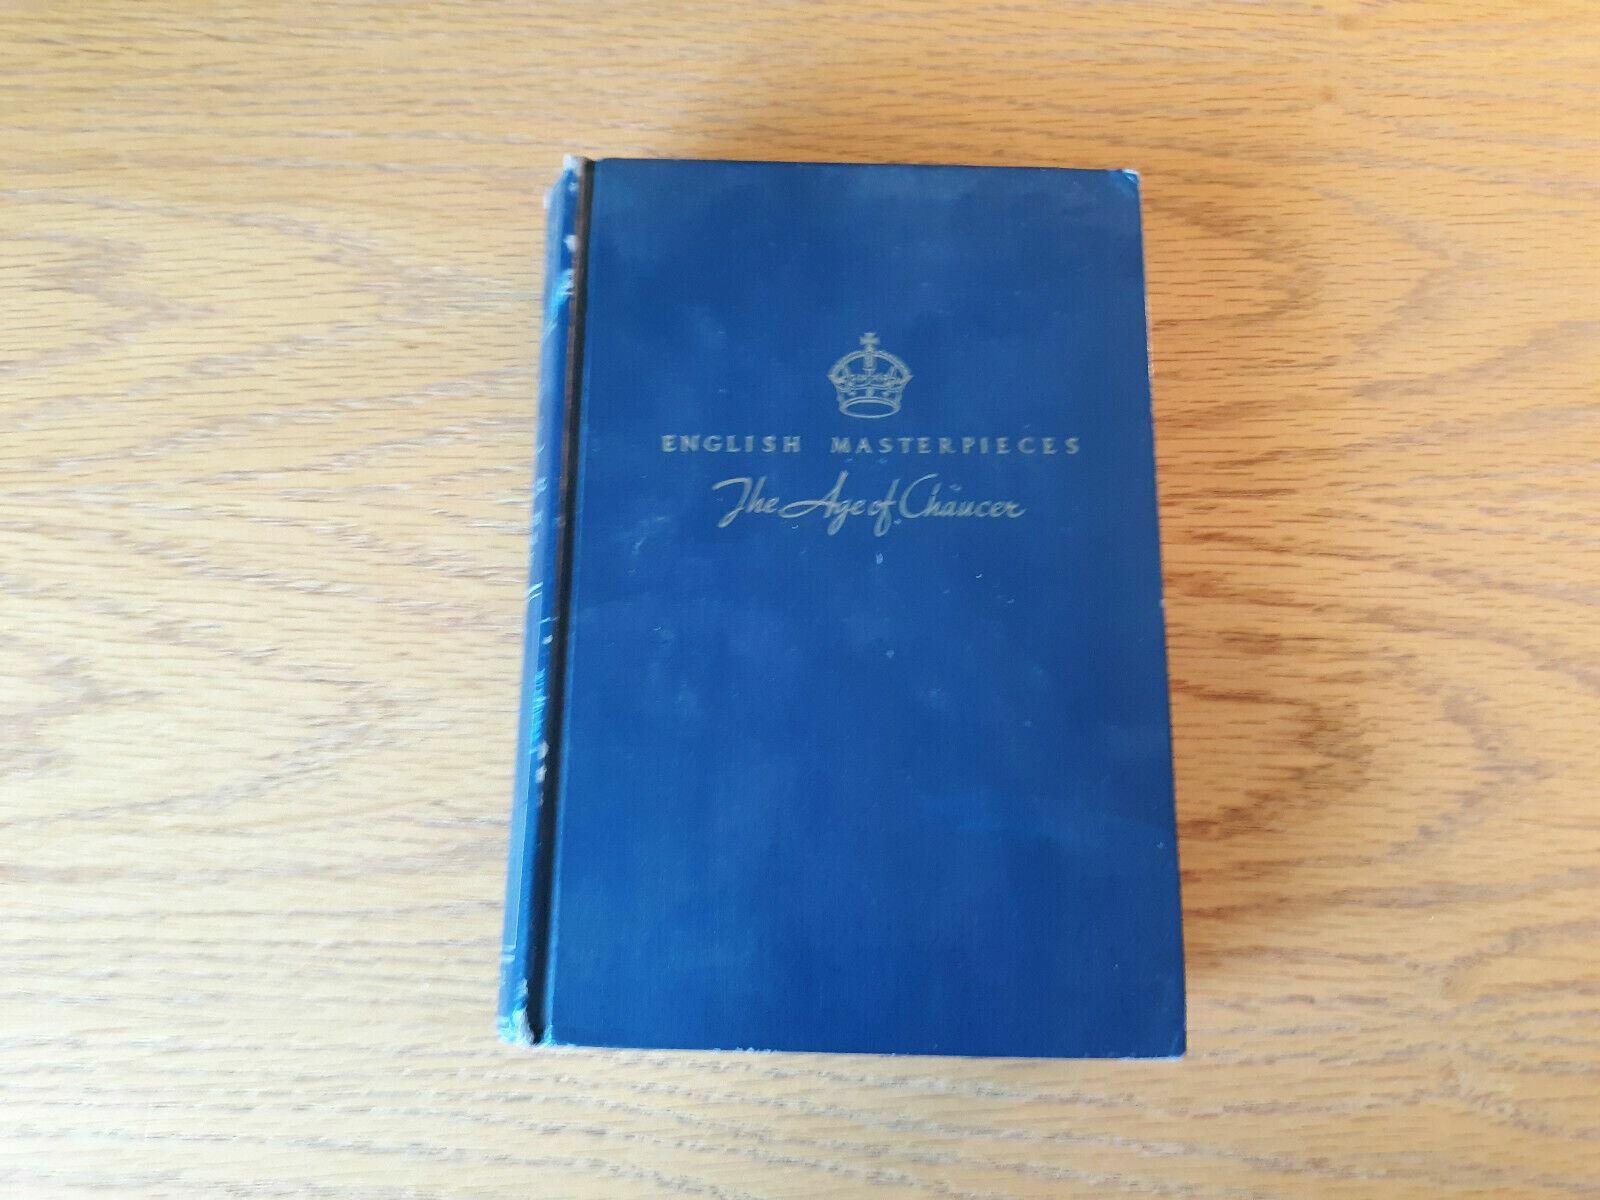 ENGLISH MASTERPIECES
The Age of Chaucer